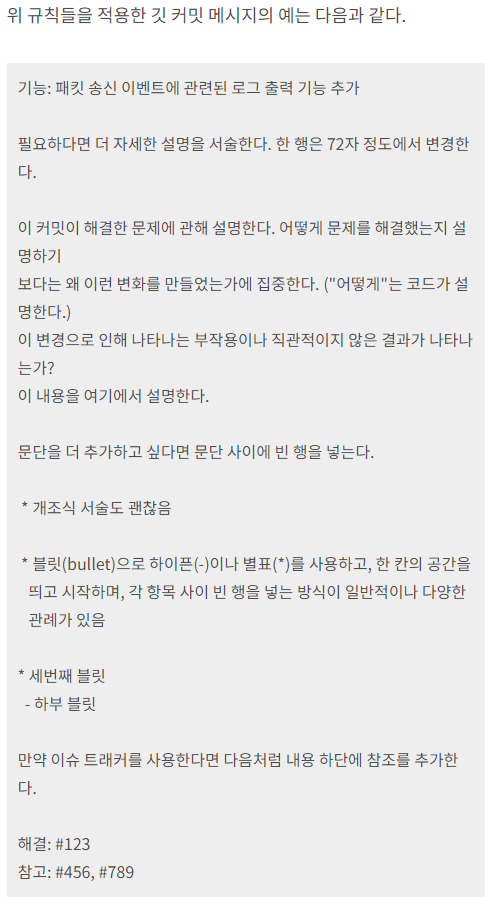 위 규칙들을 적용한 깃 커밋 메시지의 예는 다음과 같다.
기능: 패킷 송신 이벤트에 관련된 로그 출력 기능 추가
필요하다면 더 자세한 설명을 서술한다. 한 행은 72자 정도에서 변경한
다.
이 커밋이 해결한 문제에 관해 설명한다. 어떻게 문제를 해결했는지 설
명하기
보다는 왜 이런 변화를 만들었는가에 집중한다. ("어떻게"는 코드가 설
명한다.)
이 변경으로 인해 나타나는 부작용이나 직관적이지 않은 결과가 나타나
는가?
이 내용을 여기에서 설명한다.
문단을 더 추가하고 싶다면 문단 사이에 빈 행을 넣는다.
* 개조식 서술도 괜찮음
* 블릿(bullet)으로 하이픈(-)이나 별표(*)를 사용하고, 한 칸의 공간을
띄고 시작하며, 각 항목 사이 빈 행을 넣는 방식이 일반적이나 다양한
관례가 있음
* 세번째 블릿
- 하부 블릿
만약 이슈 트래커를 사용한다면 다음처럼 내용 하단에 참조를 추가한
다.
해결: #123
참고: #456, #789